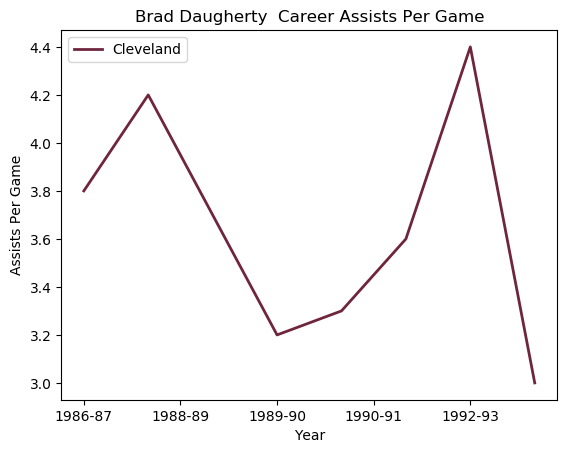 Brad Daugherty  Career Assists Per Game
Cleveland
4.4
4.2
4.0
3.8
3.6
3.4
3.2
3.0
Assists Per Game
1986-87 1988-89 1989-90 1990-91 1992-93
Year